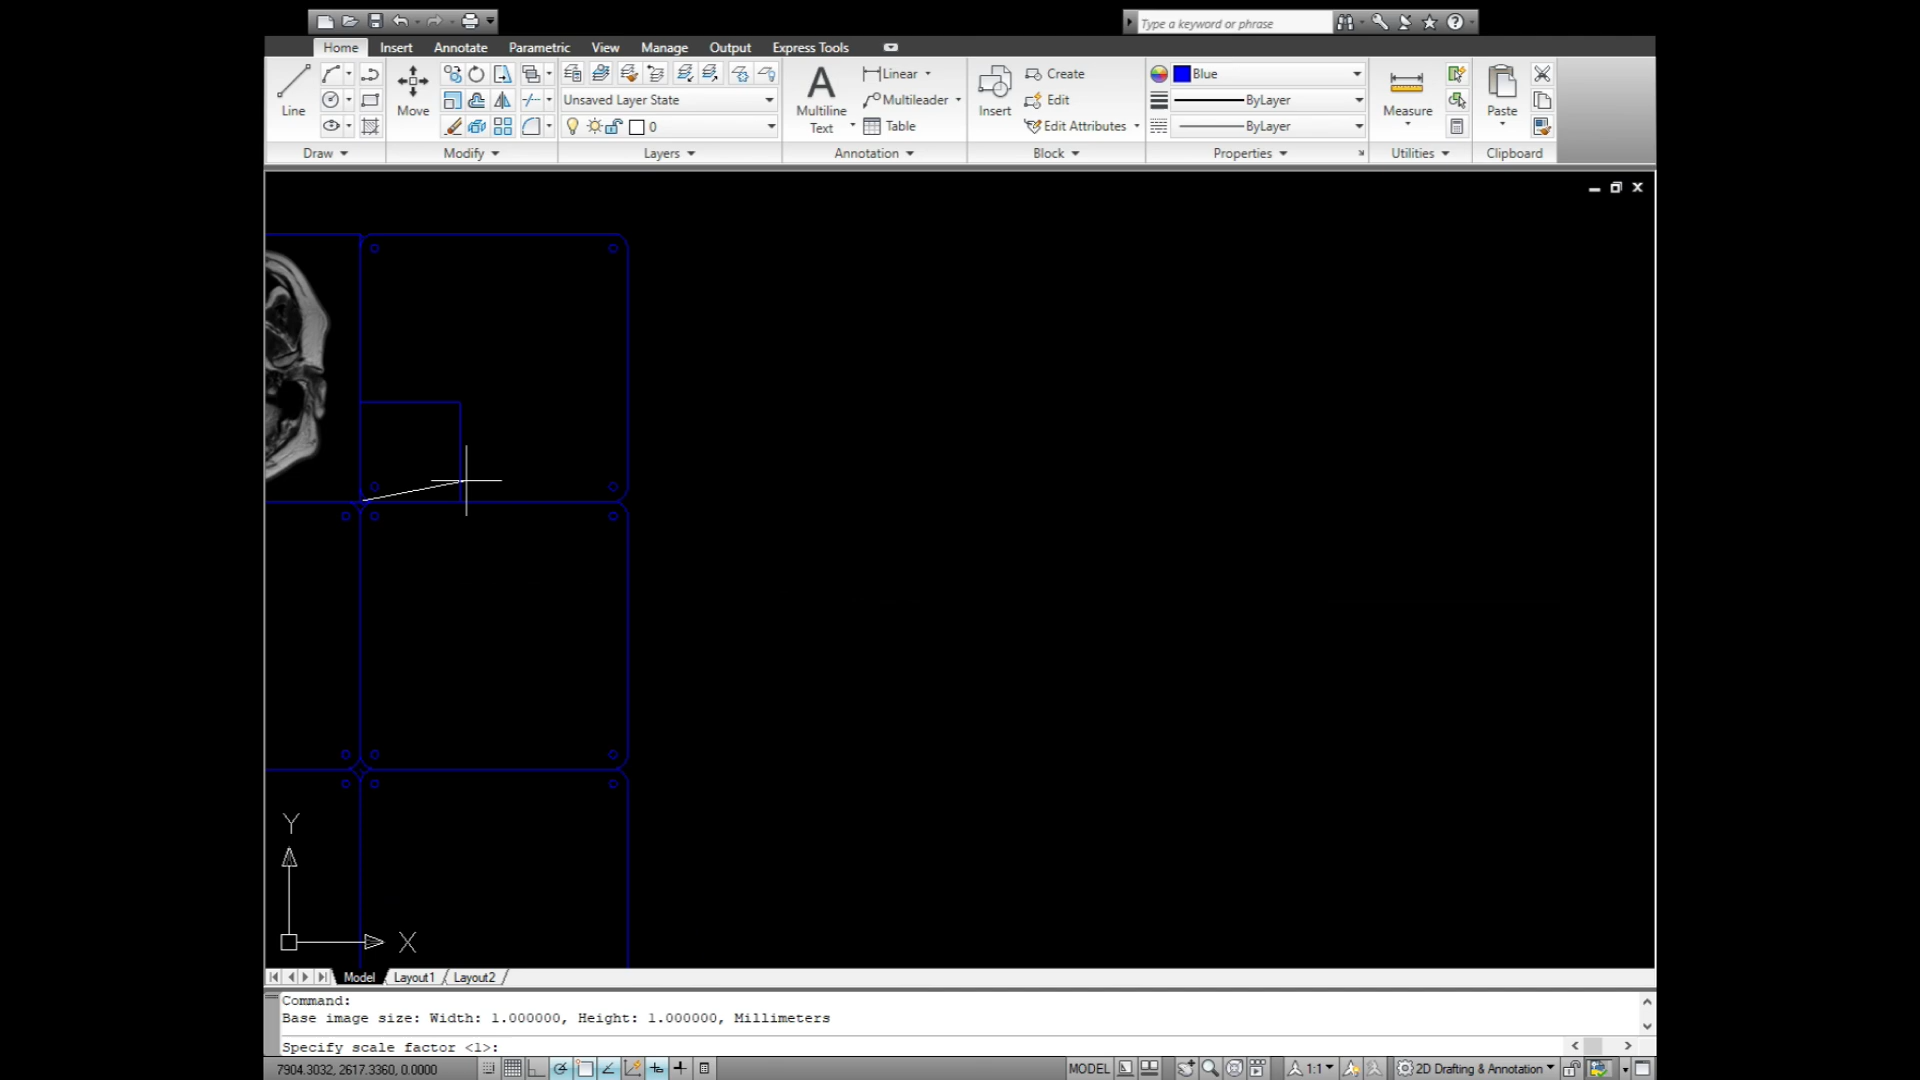 Type a keyword or phrase
Home Insert Annotate Parametric View Manage Output Express Tools
Line Move Unsaved Layer State 0
Multiline Text Linear Multileader Table
Insert Create Edit Edit Attributes
Blue ByLayer ByLayer
Measure Paste
Draw Modify Layers Annotation Block Properties Utilities Clipboard
Y
X
Model Layout1 Layout2
Command:
Base image size: Width: 1.000000, Height: 1.000000, Millimeters
Specify scale factor <1>:
7904.3032, 2617.3360, 0.0000 MODEL 1:1 2D Drafting & Annotation